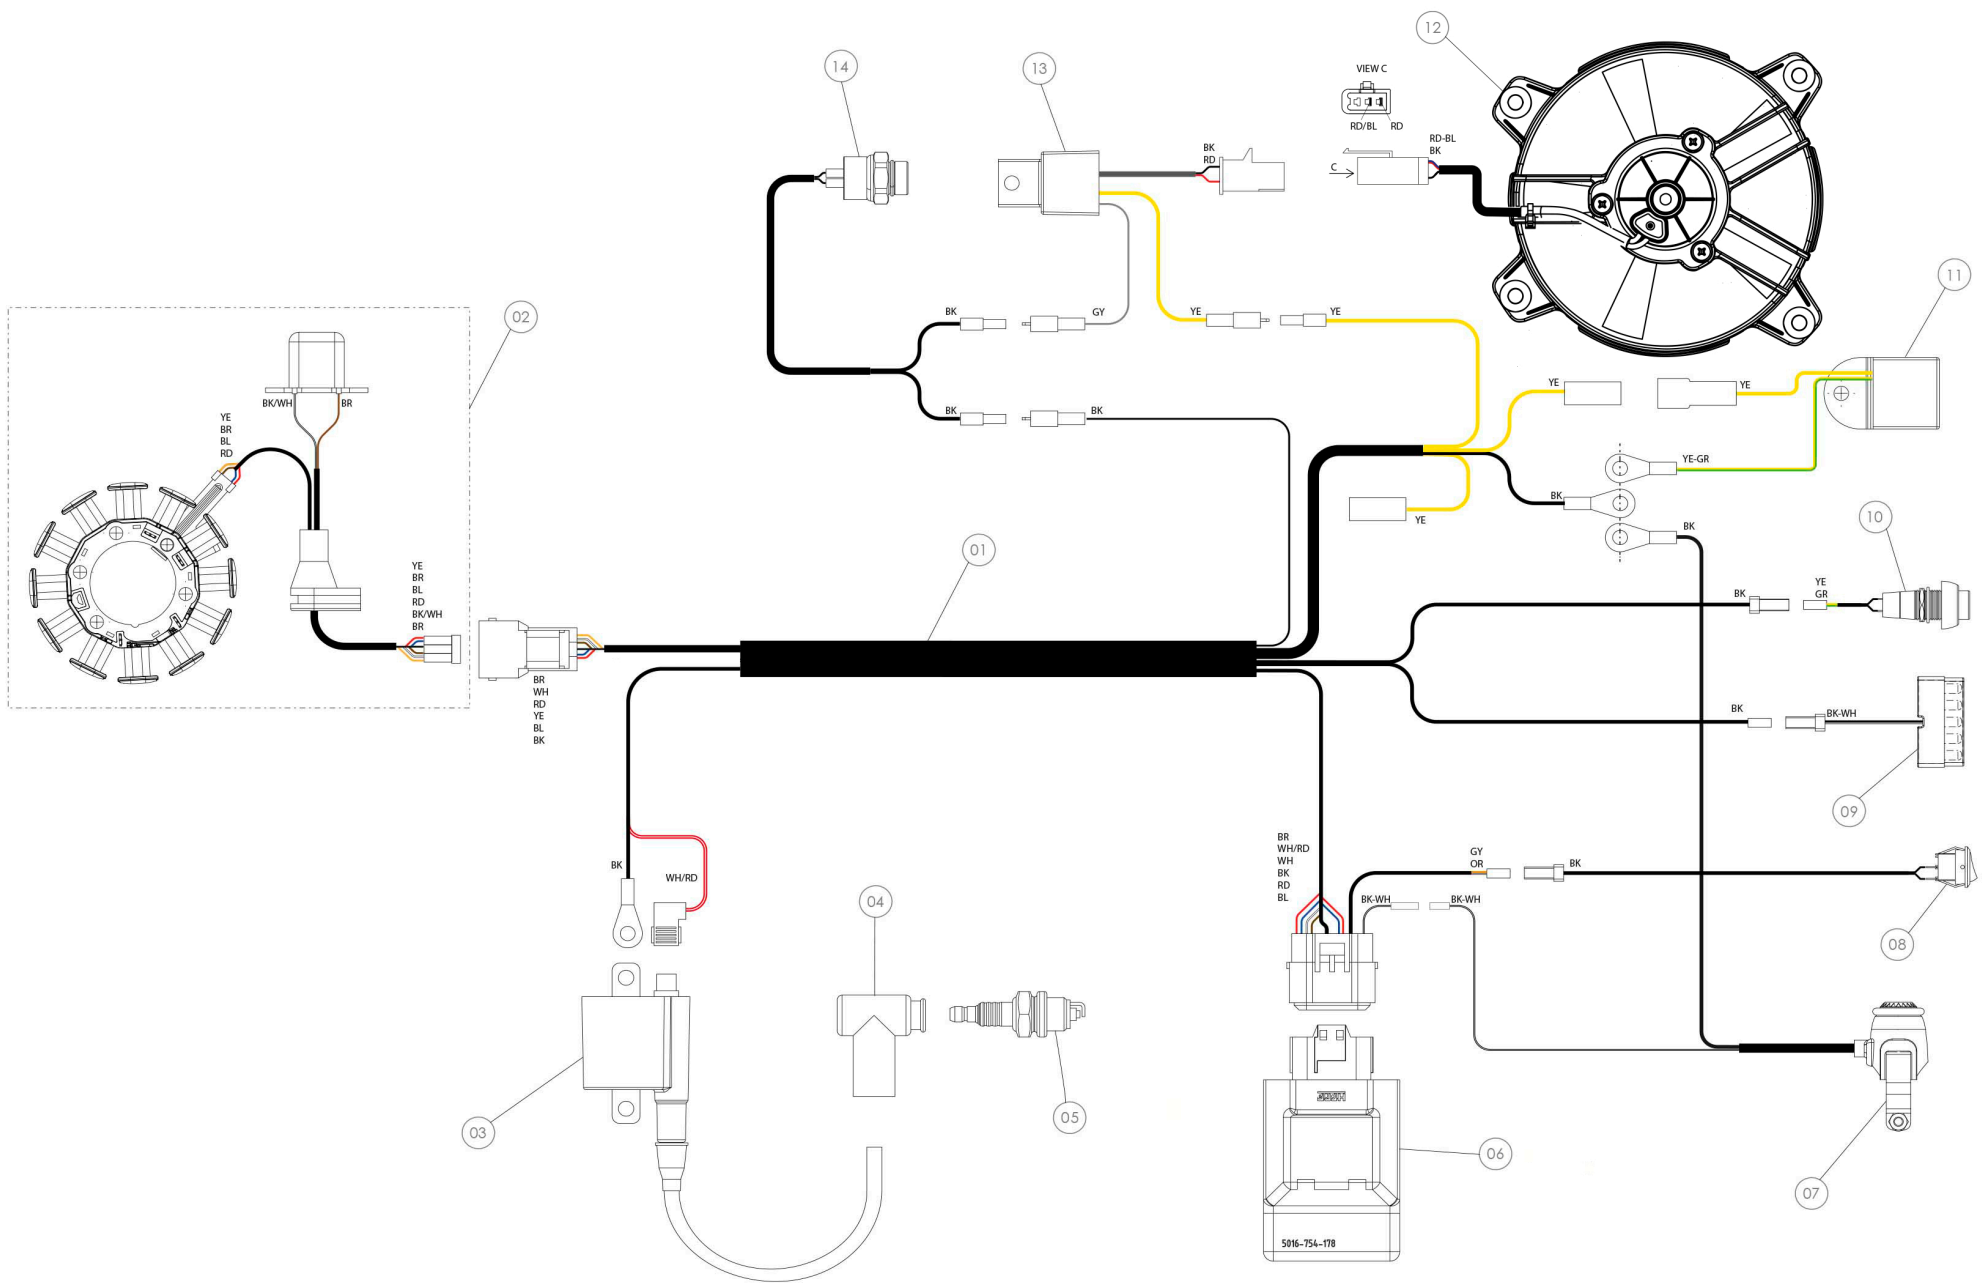 12
14
13
VIEW C
RD/BL RD
RD-BL
BK
C
BK
RD
11
02
BK
GY
YE
YE
BK/WH
BR
YE
BR
BL
RD
YE
YE
BK
BK
YE-GR
BK
YE
BK
10
01
YE
BR
BL
RD
BK/WH
BR
BK
YE
GR
BR
WH
RD
YE
BL
BK
BK
BK-WH
09
BR
WH/RD
WH
BK
RD
BL
GY
OR
BK
BK
WH/RD
04
BK-WH
BK-WH
08
03
05
06
07
5016-754-178